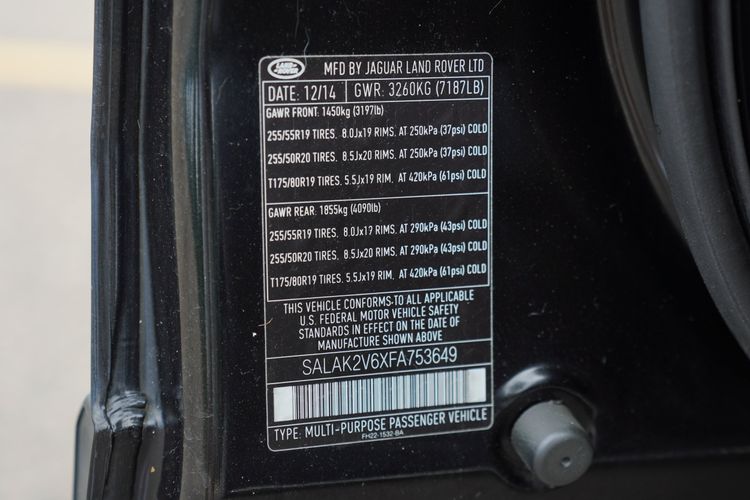 LAND ROVER MFD BY JAGUAR LAND ROVER LTD
DATE: 12/14 GWR: 3260KG (7187LB)
GAWR FRONT: 1450kg (3197lb)
255/55R19 TIRES. 8.0Jx19 RIMS. AT 250kPa (37psi) COLD
255/50R20 TIRES. 8.5Jx20 RIMS. AT 250kPa (37psi) COLD
T175/80R19 TIRES. 5.5Jx19 RIM. AT 420kPa (61psi) COLD
GAWR REAR: 1855kg (4090lb)
255/55R19 TIRES. 8.0Jx19 RIMS. AT 290kPa (43psi) COLD
255/50R20 TIRES. 8.5Jx20 RIMS. AT 290kPa (43psi) COLD
T175/80R19 TIRES. 5.5Jx19 RIM. AT 420kPa (61psi) COLD
THIS VEHICLE CONFORMS TO ALL APPLICABLE
U.S. FEDERAL MOTOR VEHICLE SAFETY
STANDARDS IN EFFECT ON THE DATE OF
MANUFACTURE SHOWN ABOVE
SALAK2V6XFA753649
TYPE: MULTI-PURPOSE PASSENGER VEHICLE
FH22-1532-BA